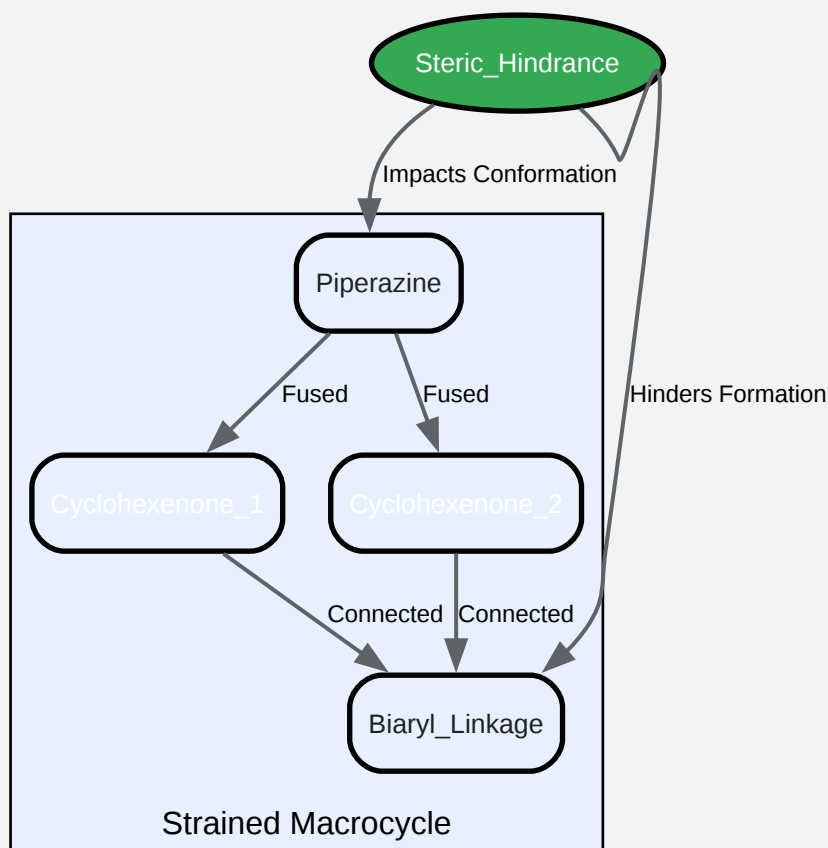 Steric_Hindrance
Impacts Conformation
Piperazine
Fused
Fused
Hinders Formation
Cyclohexenone_1
Cyclohexenone_2
Connected
Connected
Biaryl_Linkage
Strained Macrocycle